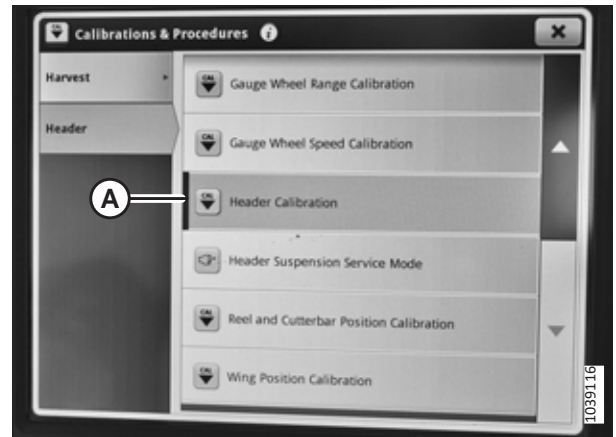 Calibrations & Procedures
Harvest
Header
Gauge Wheel Range Calibration
Gauge Wheel Speed Calibration
A
Header Calibration
Header Suspension Service Mode
Reel and Cutterbar Position Calibration
Wing Position Calibration
1039116